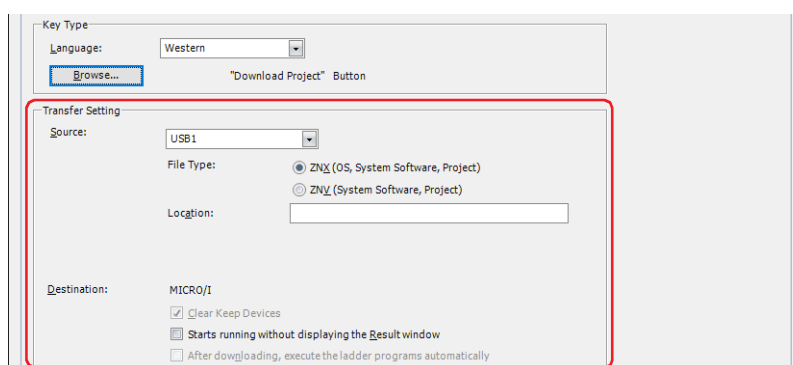 Key Type
Language: Western
Browse... "Download Project" Button
Transfer Setting
Source: USB1
File Type: ZNX (OS, System Software, Project)
ZNV (System Software, Project)
Location:
Destination: MICRO/I
Clear Keep Devices
Starts running without displaying the Result window
After downloading, execute the ladder programs automatically